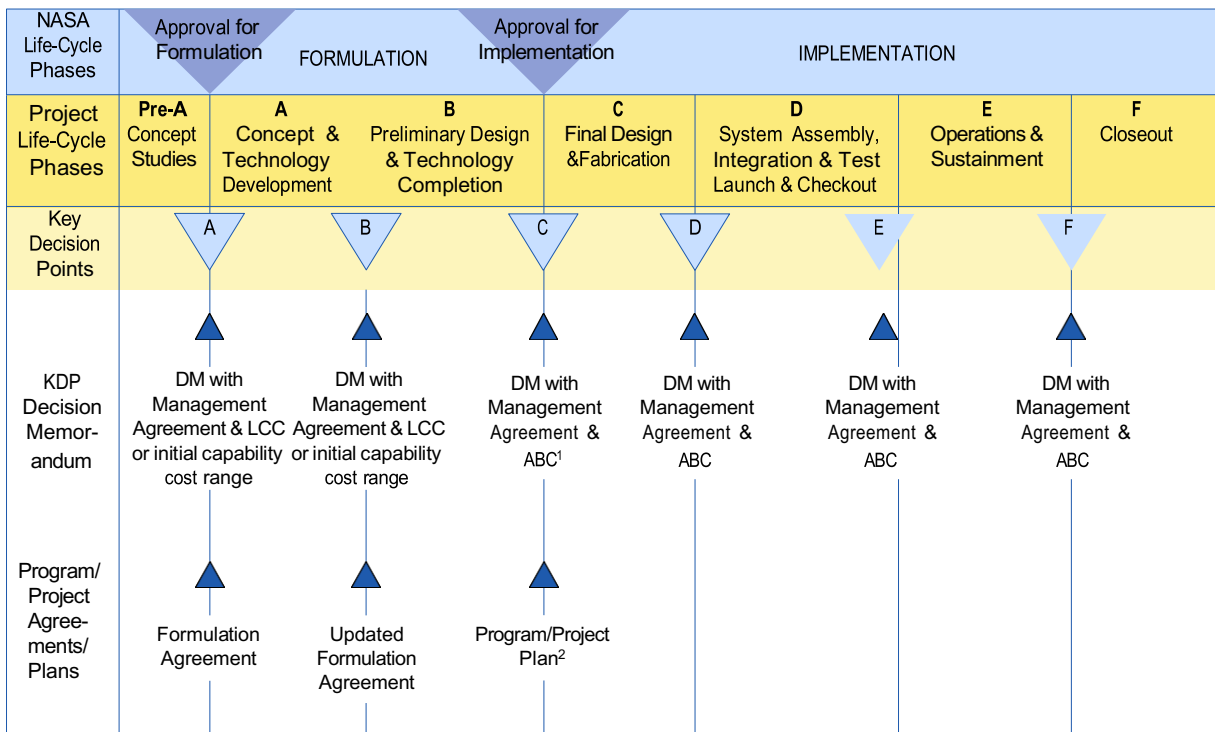 NASA
Life-Cycle
Phases
Approval for
Formulation
FORMULATION
Approval for
Implementation
IMPLEMENTATION
Project
Life-Cycle
Phases
Pre-A
Concept
Studies
A
Concept &
Technology
Development
B
Preliminary Design
& Technology
Completion
C
Final Design
&Fabrication
D
System Assembly,
Integration & Test
Launch & Checkout
E
Operations &
Sustainment
F
Closeout
Key
Decision
Points
A
B
C
D
E
F
KDP
Decision
Memor-
andum
DM with
Management
Agreement & LCC
or initial capability
cost range
DM with
Management
Agreement & LCC
or initial capability
cost range
DM with
Management
Agreement &
ABC¹
DM with
Management
Agreement &
ABC
DM with
Management
Agreement &
ABC
DM with
Management
Agreement &
ABC
Program/
Project
Agree-
ments/
Plans
Formulation
Agreement
Updated
Formulation
Agreement
Program/Project
Plan²